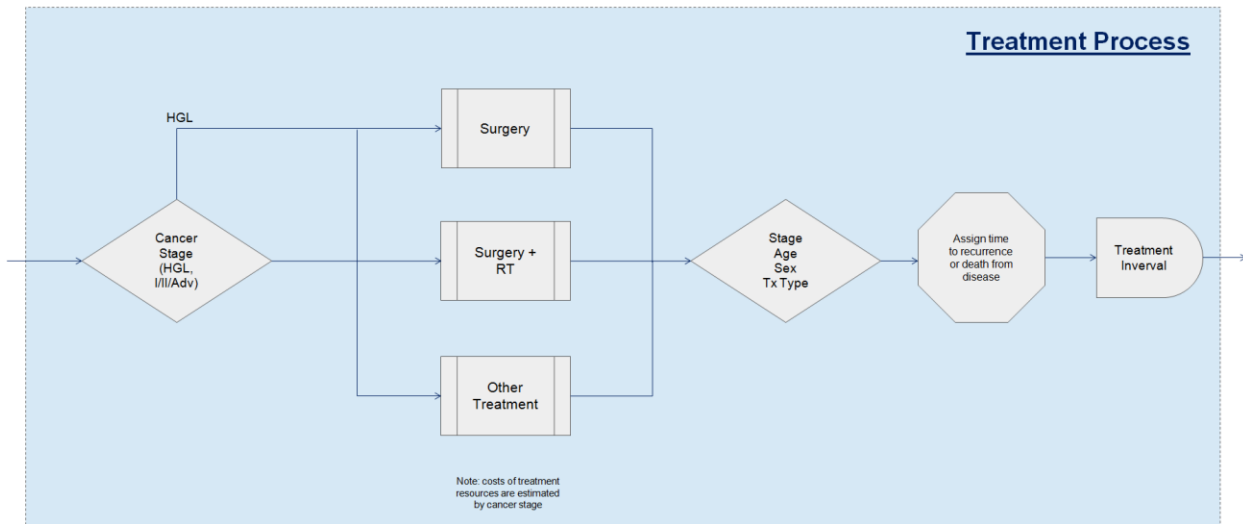 Treatment Process
HGL
Surgery
Cancer
Stage
(HGL,
I/II/Adv)
Surgery +
RT
Stage
Age
Sex
Tx Type
Assign time
to recurrence
or death from
disease
Treatment
Inverval
Other
Treatment
Note: costs of treatment
resources are estimated
by cancer stage